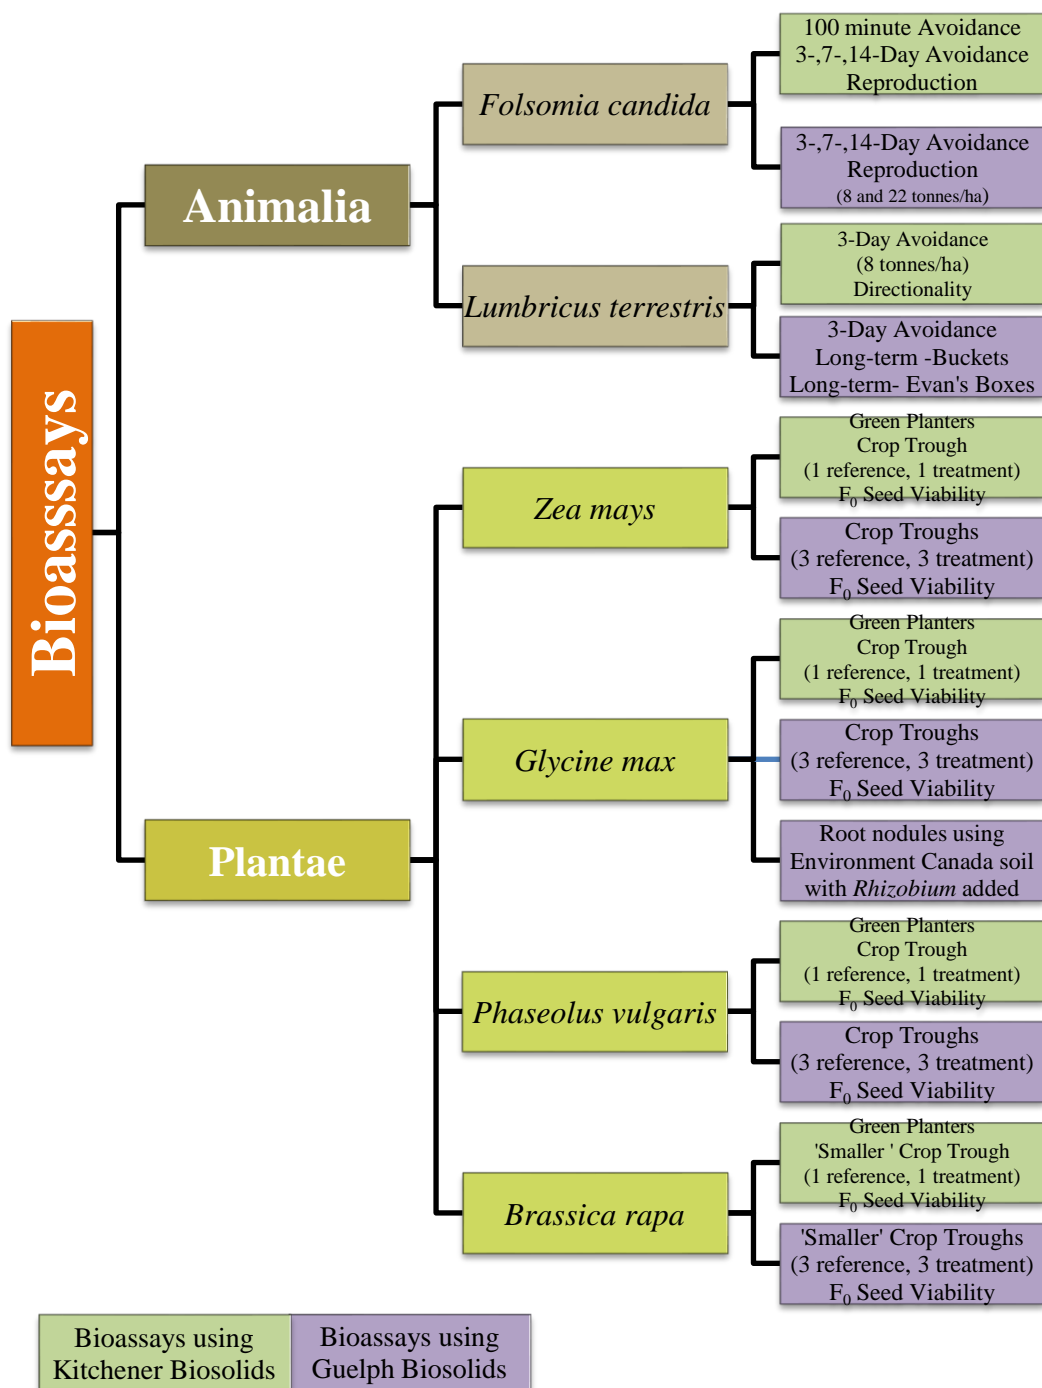 Bioasssays
Animalia
Folsomia candida
100 minute Avoidance
3-,7-,14-Day Avoidance
Reproduction
3-,7-,14-Day Avoidance
Reproduction
(8 and 22 tonnes/ha)
Lumbricus terrestris
3-Day Avoidance
(8 tonnes/ha)
Directionality
3-Day Avoidance
Long-term -Buckets
Long-term- Evan's Boxes
Plantae
Zea mays
Green Planters
Crop Trough
(1 reference, 1 treatment)
F₀ Seed Viability
Crop Troughs
(3 reference, 3 treatment)
F₀ Seed Viability
Glycine max
Green Planters
Crop Trough
(1 reference, 1 treatment)
F₀ Seed Viability
Crop Troughs
(3 reference, 3 treatment)
F₀ Seed Viability
Root nodules using
Environment Canada soil
with Rhizobium added
Phaseolus vulgaris
Green Planters
Crop Trough
(1 reference, 1 treatment)
F₀ Seed Viability
Crop Troughs
(3 reference, 3 treatment)
F₀ Seed Viability
Brassica rapa
Green Planters
'Smaller ' Crop Trough
(1 reference, 1 treatment)
F₀ Seed Viability
'Smaller' Crop Troughs
(3 reference, 3 treatment)
F₀ Seed Viability
Bioassays using
Kitchener Biosolids
Bioassays using
Guelph Biosolids